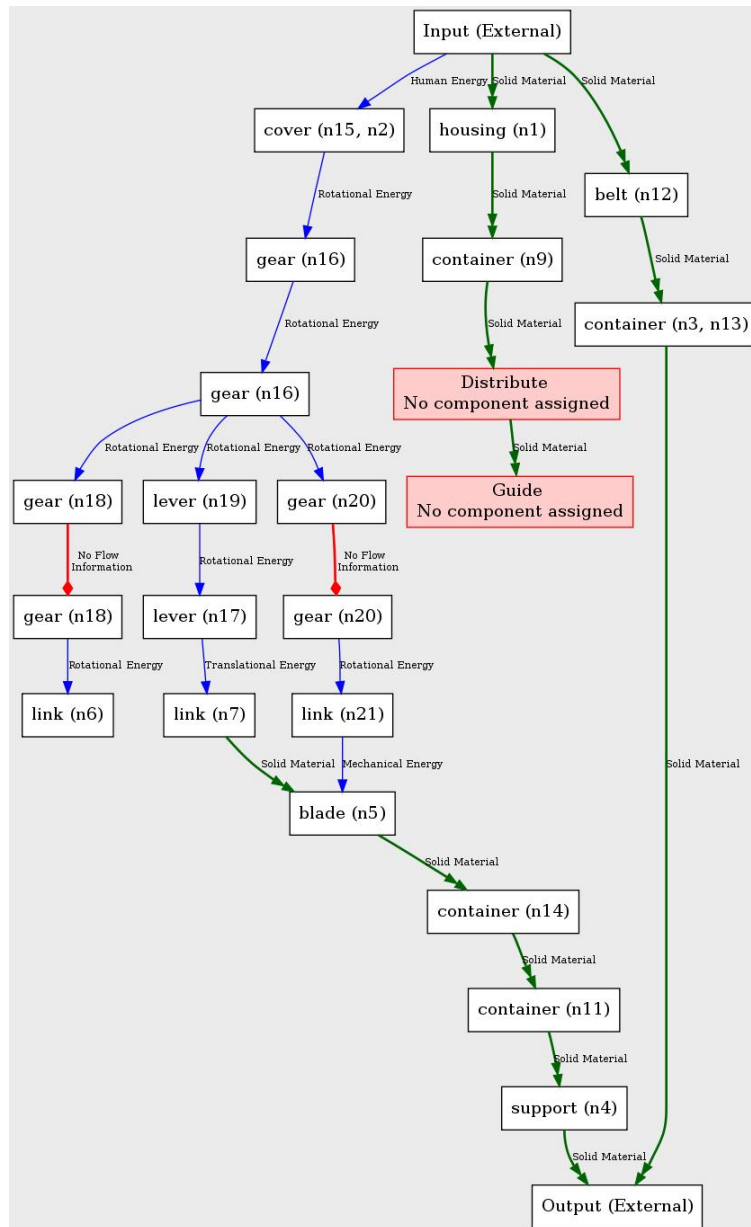 Input (External)
Human Energy
Solid Material
Solid Material
cover (n15, n2)
housing (n1)
Rotational Energy
Solid Material
belt (n12)
gear (n16)
container (n9)
Solid Material
Rotational Energy
Solid Material
container (n3, n13)
gear (n16)
Distribute
No component assigned
Rotational Energy
Rotational Energy
Rotational Energy
Solid Material
gear (n18)
lever (n19)
gear (n20)
Guide
No component assigned
No Flow
Information
Rotational Energy
No Flow
Information
gear (n18)
lever (n17)
gear (n20)
Rotational Energy
Translational Energy
Rotational Energy
link (n6)
link (n7)
link (n21)
Solid Material
Mechanical Energy
Solid Material
blade (n5)
Solid Material
container (n14)
Solid Material
container (n11)
Solid Material
support (n4)
Solid Material
Output (External)